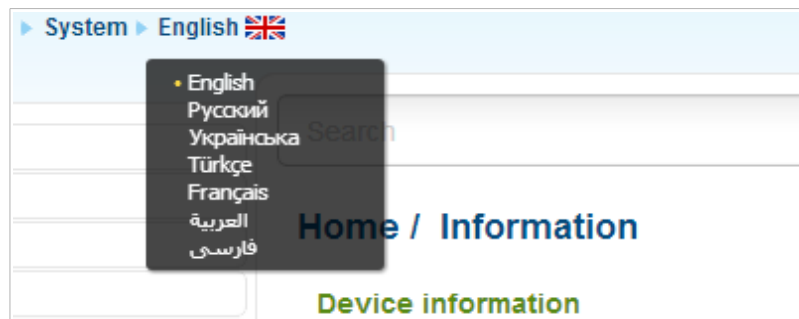 System English
• English
Русский
Українська
Türkçe
Français
العربية
فارسی
Search
Home / Information
Device information